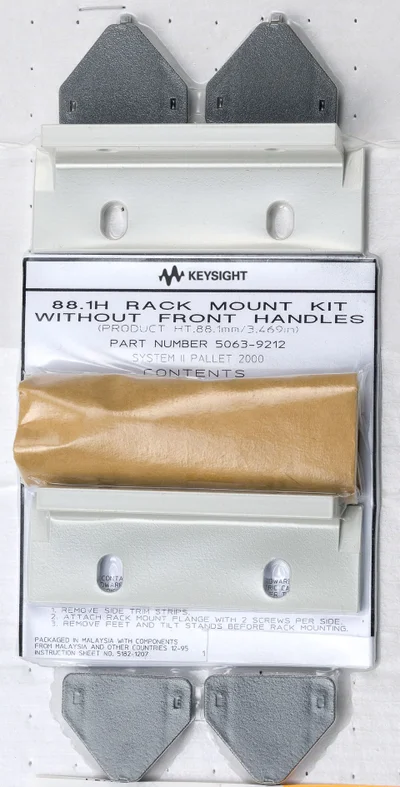 KEYSIGHT
88.1H RACK MOUNT KIT
WITHOUT FRONT HANDLES
(PRODUCT HT.88.1mm/3.469in)
PART NUMBER 5063-9212
SYSTEM II PALLET 2000
CONTENTS
1. REMOVE SIDE TRIM STRIPS.
2. ATTACH RACK MOUNT FLANGE WITH 2 SCREWS PER SIDE.
3. REMOVE FEET AND TILT STANDS BEFORE RACK MOUNTING.
PACKAGED IN MALAYSIA WITH COMPONENTS
FROM MALAYSIA AND OTHER COUNTRIES 12-95
INSTRUCTION SHEET NO. 5182-1207 1